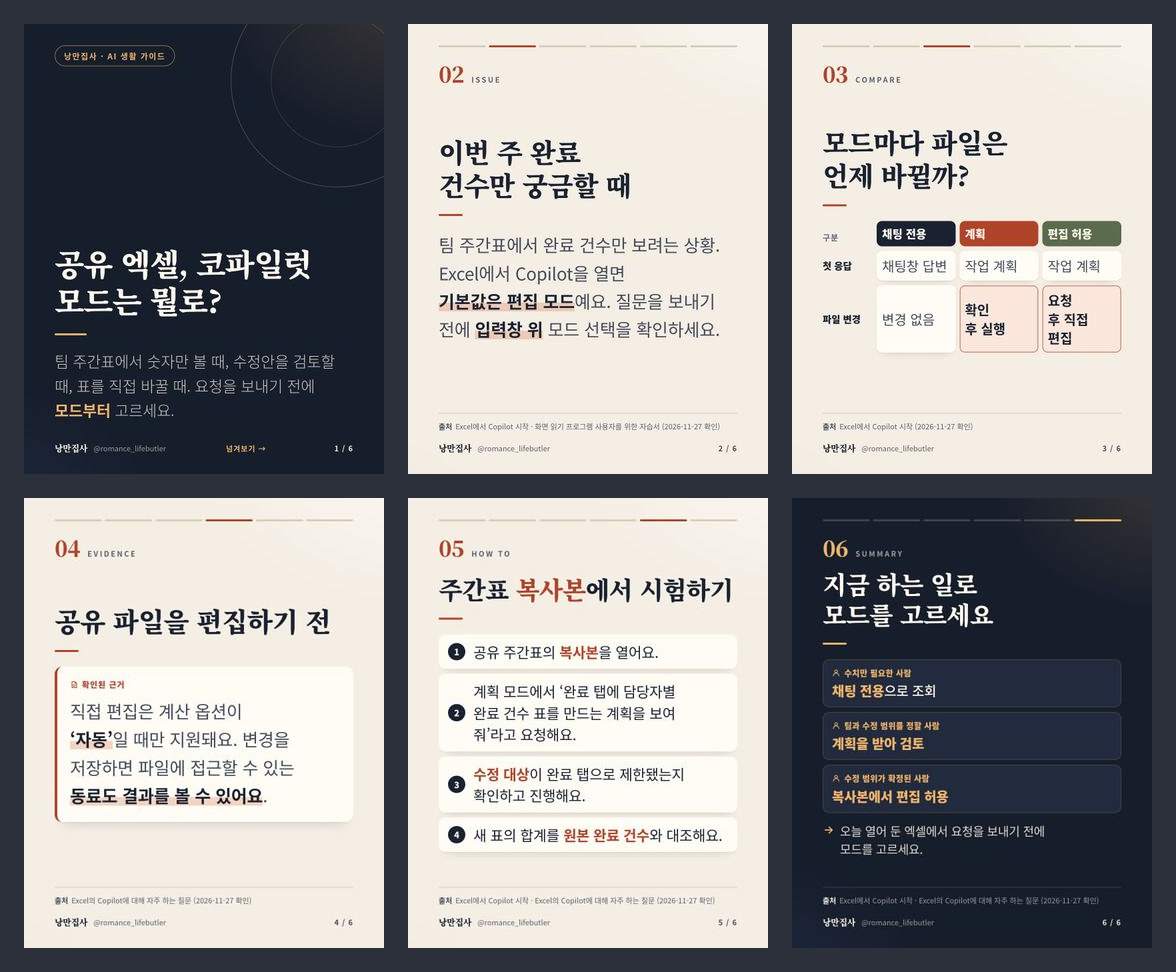 낭만집사 · AI 생활 가이드
공유 엑셀, 코파일럿
모드는 뭘로?
팀 주간표에서 숫자만 볼 때, 수정안을 검토할
때, 표를 직접 바꿀 때. 요청을 보내기 전에
모드부터 고르세요.
낭만집사 @romance_lifebutler 넘겨보기 → 1 / 6
02 ISSUE
이번 주 완료
건수만 궁금할 때
팀 주간표에서 완료 건수만 보려는 상황.
Excel에서 Copilot을 열면
기본값은 편집 모드예요. 질문을 보내기
전에 입력창 위 모드 선택을 확인하세요.
출처 Excel에서 Copilot 시작 · 화면 읽기 프로그램 사용자를 위한 자습서 (2026-11-27 확인)
낭만집사 @romance_lifebutler 2 / 6
03 COMPARE
모드마다 파일은
언제 바뀔까?
구분 채팅 전용 계획 편집 허용
첫 응답 채팅창 답변 작업 계획 작업 계획
파일 변경 변경 없음 확인
후 실행 요청
후 직접
편집
출처 Excel에서 Copilot 시작 (2026-11-27 확인)
낭만집사 @romance_lifebutler 3 / 6
04 EVIDENCE
공유 파일을 편집하기 전
확인된 근거
직접 편집은 계산 옵션이
‘자동’일 때만 지원돼요. 변경을
저장하면 파일에 접근할 수 있는
동료도 결과를 볼 수 있어요.
출처 Excel의 Copilot에 대해 자주 하는 질문 (2026-11-27 확인)
낭만집사 @romance_lifebutler 4 / 6
05 HOW TO
주간표 복사본에서 시험하기
1 공유 주간표의 복사본을 열어요.
2 계획 모드에서 ‘완료 탭에 담당자별
완료 건수 표를 만드는 계획을 보여
줘’라고 요청해요.
3 수정 대상이 완료 탭으로 제한됐는지
확인하고 진행해요.
4 새 표의 합계를 원본 완료 건수와 대조해요.
출처 Excel에서 Copilot 시작 · Excel의 Copilot에 대해 자주 하는 질문 (2026-11-27 확인)
낭만집사 @romance_lifebutler 5 / 6
06 SUMMARY
지금 하는 일로
모드를 고르세요
수치만 필요한 사람
채팅 전용으로 조회
팀과 수정 범위를 정할 사람
계획을 받아 검토
수정 범위가 확정된 사람
복사본에서 편집 허용
→ 오늘 열어 둔 엑셀에서 요청을 보내기 전에
모드를 고르세요.
출처 Excel에서 Copilot 시작 · Excel의 Copilot에 대해 자주 하는 질문 (2026-11-27 확인)
낭만집사 @romance_lifebutler 6 / 6